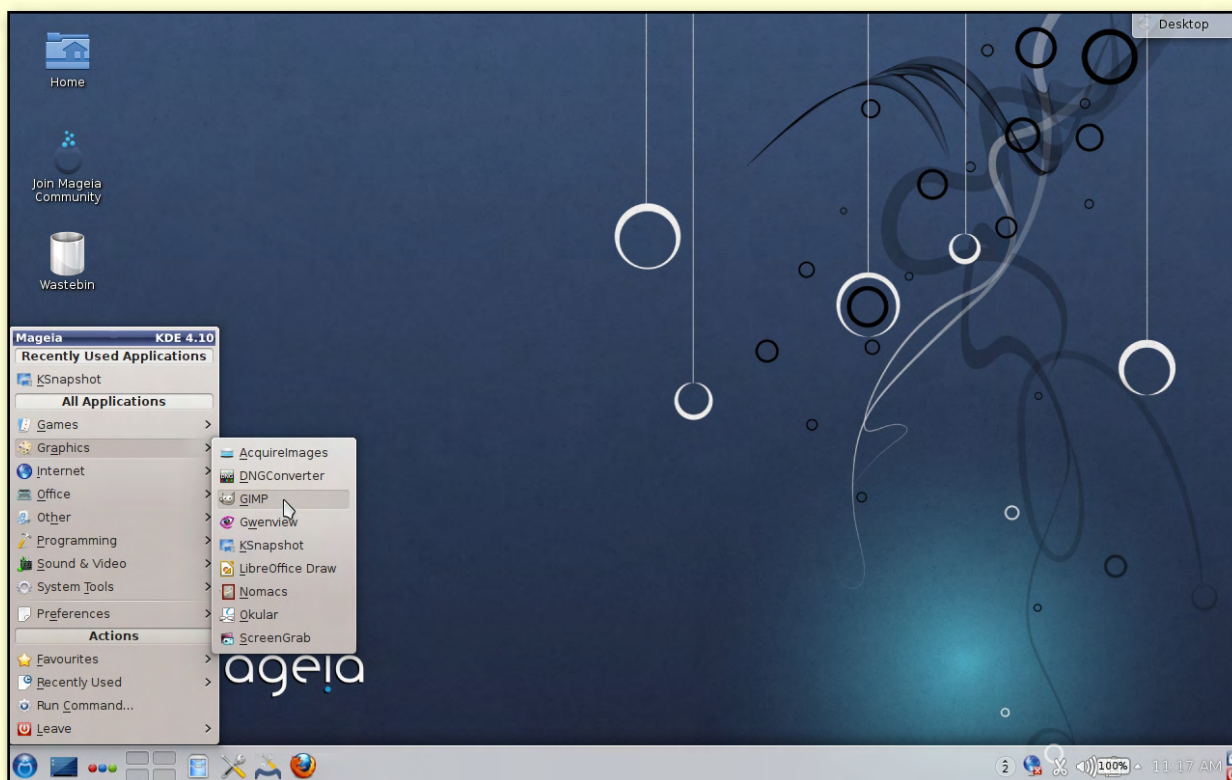 Desktop
Home
Join Mageia
Community
Wastebin
Mageia KDE 4.10
Recently Used Applications
KSnapshot
All Applications
Games
Graphics
Internet
Office
Other
Programming
Sound & Video
System Tools
Preferences
Actions
Favourites
Recently Used
Run Command...
Leave
AcquireImages
DNGConverter
GIMP
Gwenview
KSnapshot
LibreOffice Draw
Nomacs
Okular
ScreenGrab
ageia
2 100% 11:17 AM